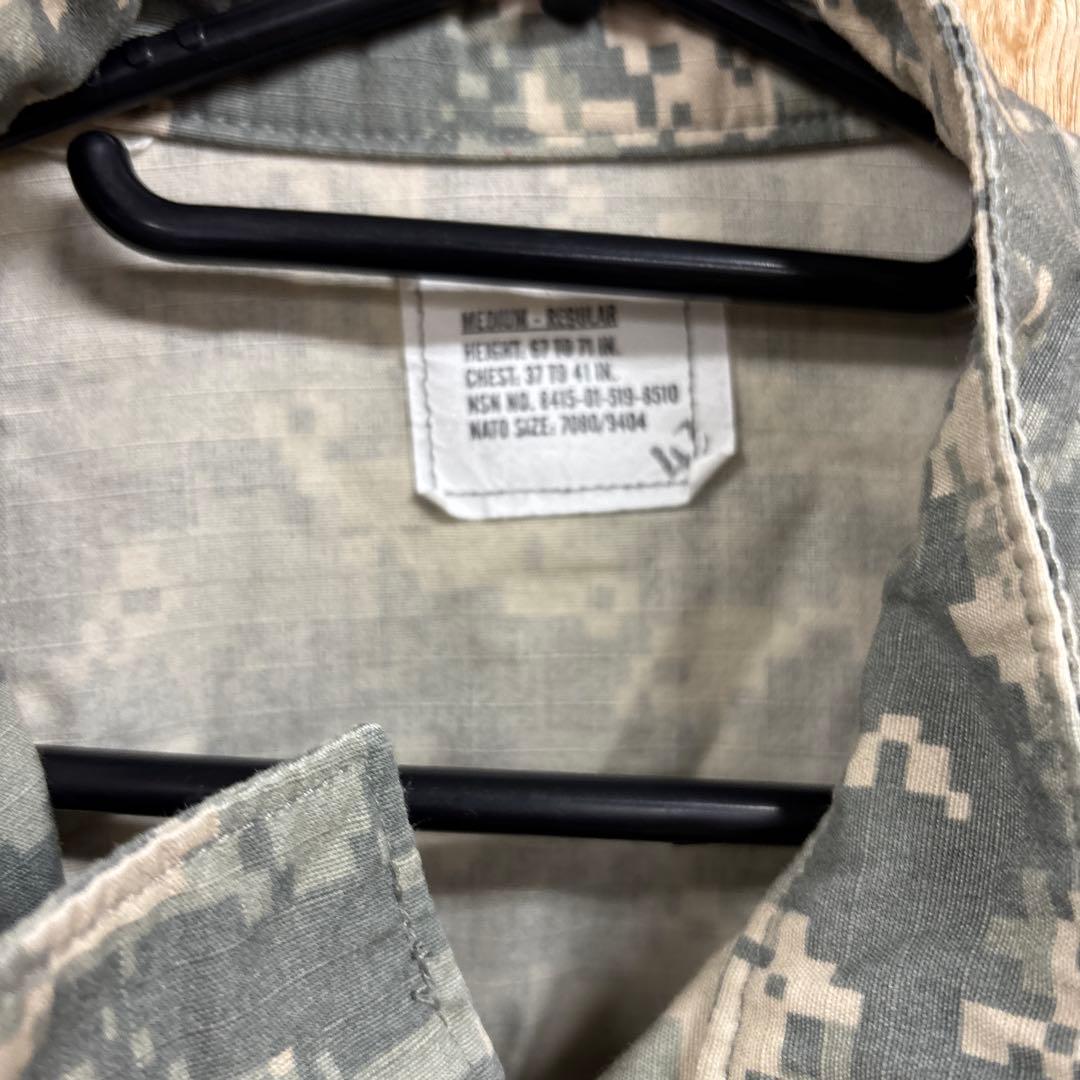 MEDIUM - REGULAR
HEIGHT: 67 TO 71 IN.
CHEST: 37 TO 41 IN.
NSN NO. 8415-01-519-8510
NATO SIZE: 7080/9404